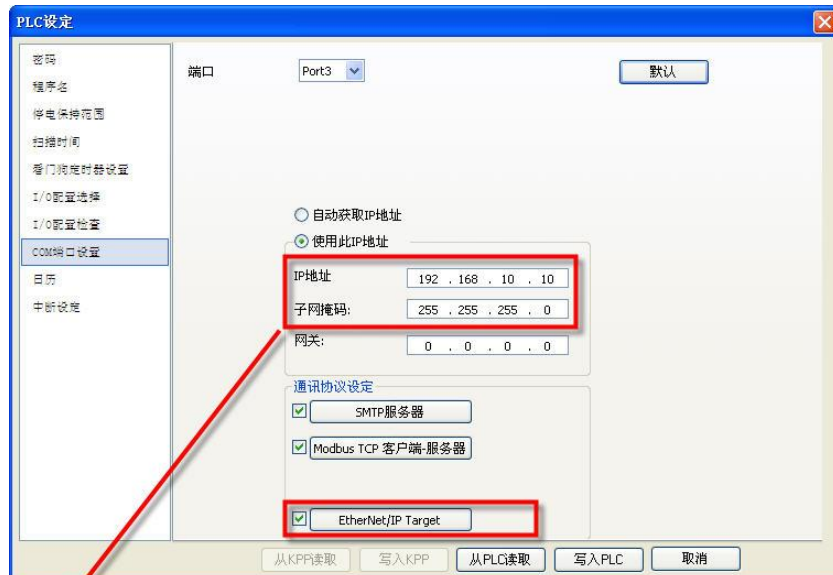 PLC设定
密码
程序名
停电保持范围
扫描时间
看门狗定时器设置
I/O配置选择
I/O配置检查
COM端口设置
日历
中断设定
端口 Port3 默认
自动获取IP地址
使用此IP地址
IP地址 192 . 168 . 10 . 10
子网掩码: 255 . 255 . 255 . 0
网关: 0 . 0 . 0 . 0
通讯协议设定
SMTP服务器
Modbus TCP 客户端-服务器
EtherNet/IP Target
从KPP读取 写入KPP 从PLC读取 写入PLC 取消